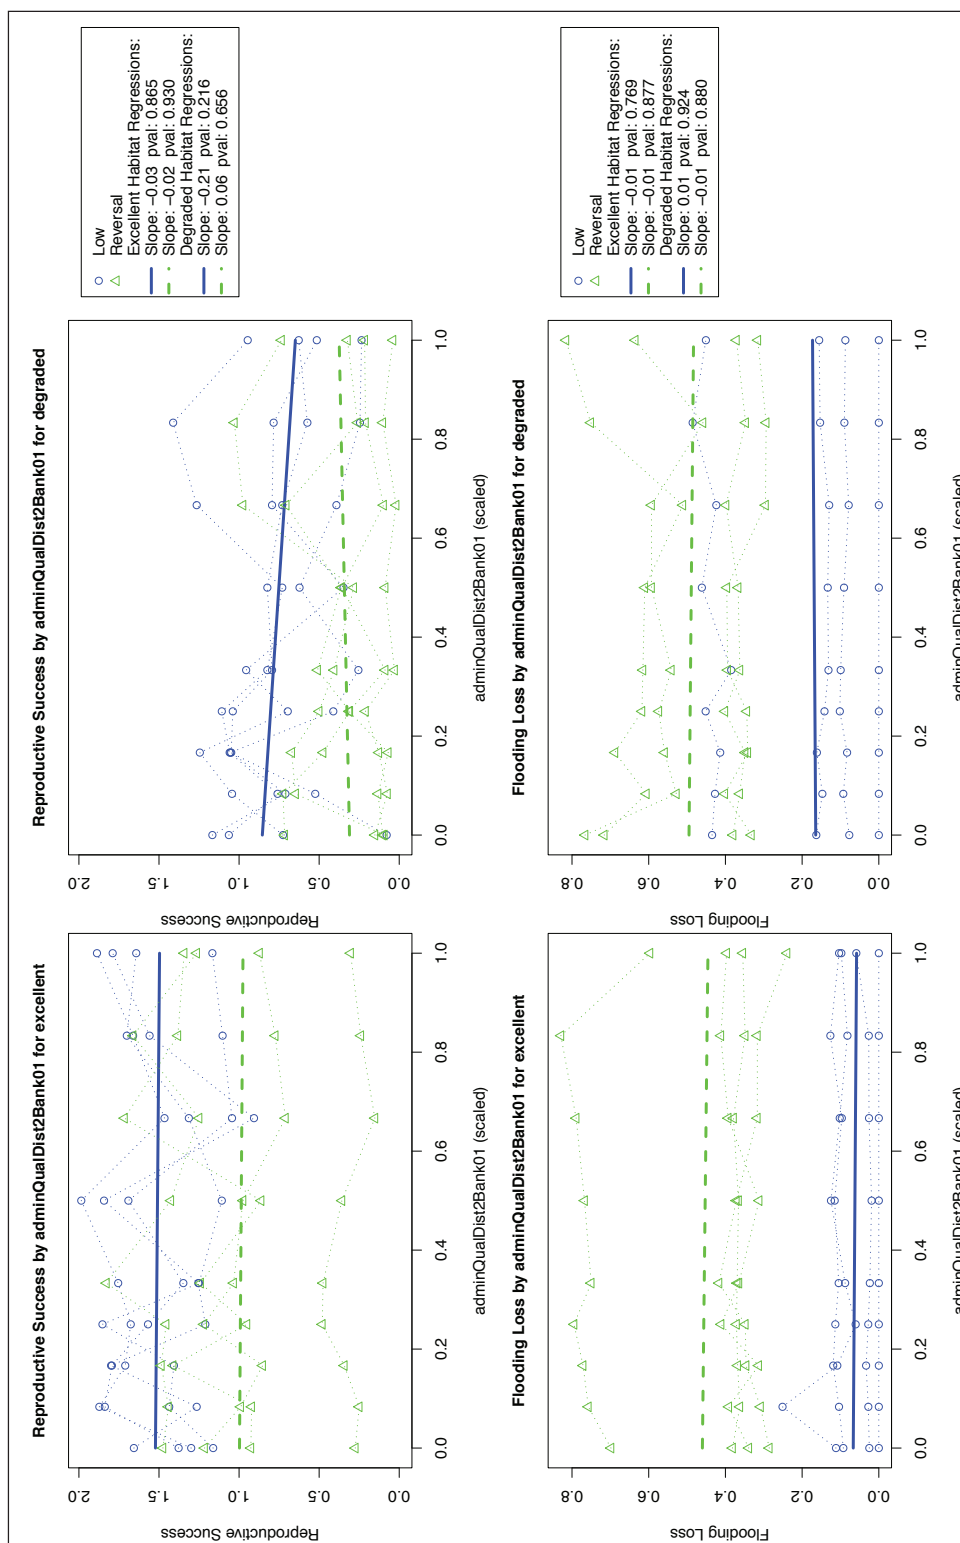 Reproductive Success by adminQualDist2Bank01 for excellent
Reproductive Success
2.0
1.5
1.0
0.5
0.0
0.0
0.2
0.4
0.6
0.8
1.0
adminQualDist2Bank01 (scaled)
Reproductive Success by adminQualDist2Bank01 for degraded
Reproductive Success
2.0
1.5
1.0
0.5
0.0
0.0
0.2
0.4
0.6
0.8
1.0
adminQualDist2Bank01 (scaled)
Low
Reversal
Excellent Habitat Regressions:
Slope: −0.03 pval: 0.865
Slope: −0.02 pval: 0.930
Degraded Habitat Regressions:
Slope: −0.21 pval: 0.216
Slope: 0.06 pval: 0.656
Flooding Loss by adminQualDist2Bank01 for excellent
Flooding Loss
0.8
0.6
0.4
0.2
0.0
0.0
0.2
0.4
0.6
0.8
1.0
adminQualDist2Bank01 (scaled)
Flooding Loss by adminQualDist2Bank01 for degraded
Flooding Loss
0.8
0.6
0.4
0.2
0.0
0.0
0.2
0.4
0.6
0.8
1.0
adminQualDist2Bank01 (scaled)
Low
Reversal
Excellent Habitat Regressions:
Slope: −0.01 pval: 0.769
Slope: −0.01 pval: 0.877
Degraded Habitat Regressions:
Slope: 0.01 pval: 0.924
Slope: −0.01 pval: 0.880